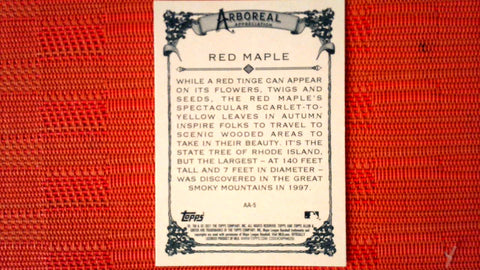 ARBOREAL
APPRECIATION
RED MAPLE
WHILE A RED TINGE CAN APPEAR
ON ITS FLOWERS, TWIGS AND
SEEDS, THE RED MAPLE'S
SPECTACULAR SCARLET-TO-
YELLOW LEAVES IN AUTUMN
INSPIRE FOLKS TO TRAVEL TO
SCENIC WOODED AREAS TO
TAKE IN THEIR BEAUTY. IT'S THE
STATE TREE OF RHODE ISLAND,
BUT THE LARGEST – AT 140 FEET
TALL AND 7 FEET IN DIAMETER –
WAS DISCOVERED IN THE GREAT
SMOKY MOUNTAINS IN 1997.
AA-5
Topps